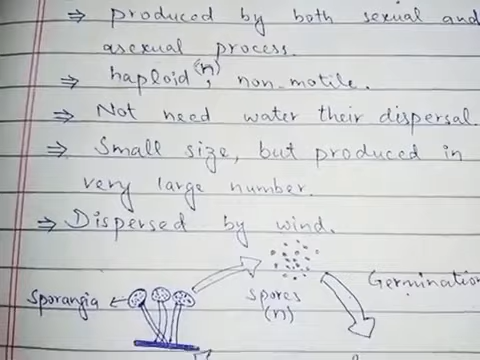 ⇒ produced by both sexual and
asexual process.
⇒ haploid (n), non-motile.
⇒ Not need water their dispersal.
⇒ Small size, but produced in
very large number.
⇒ Dispersed by wind.
Germination
Sporangia
spores
(n)